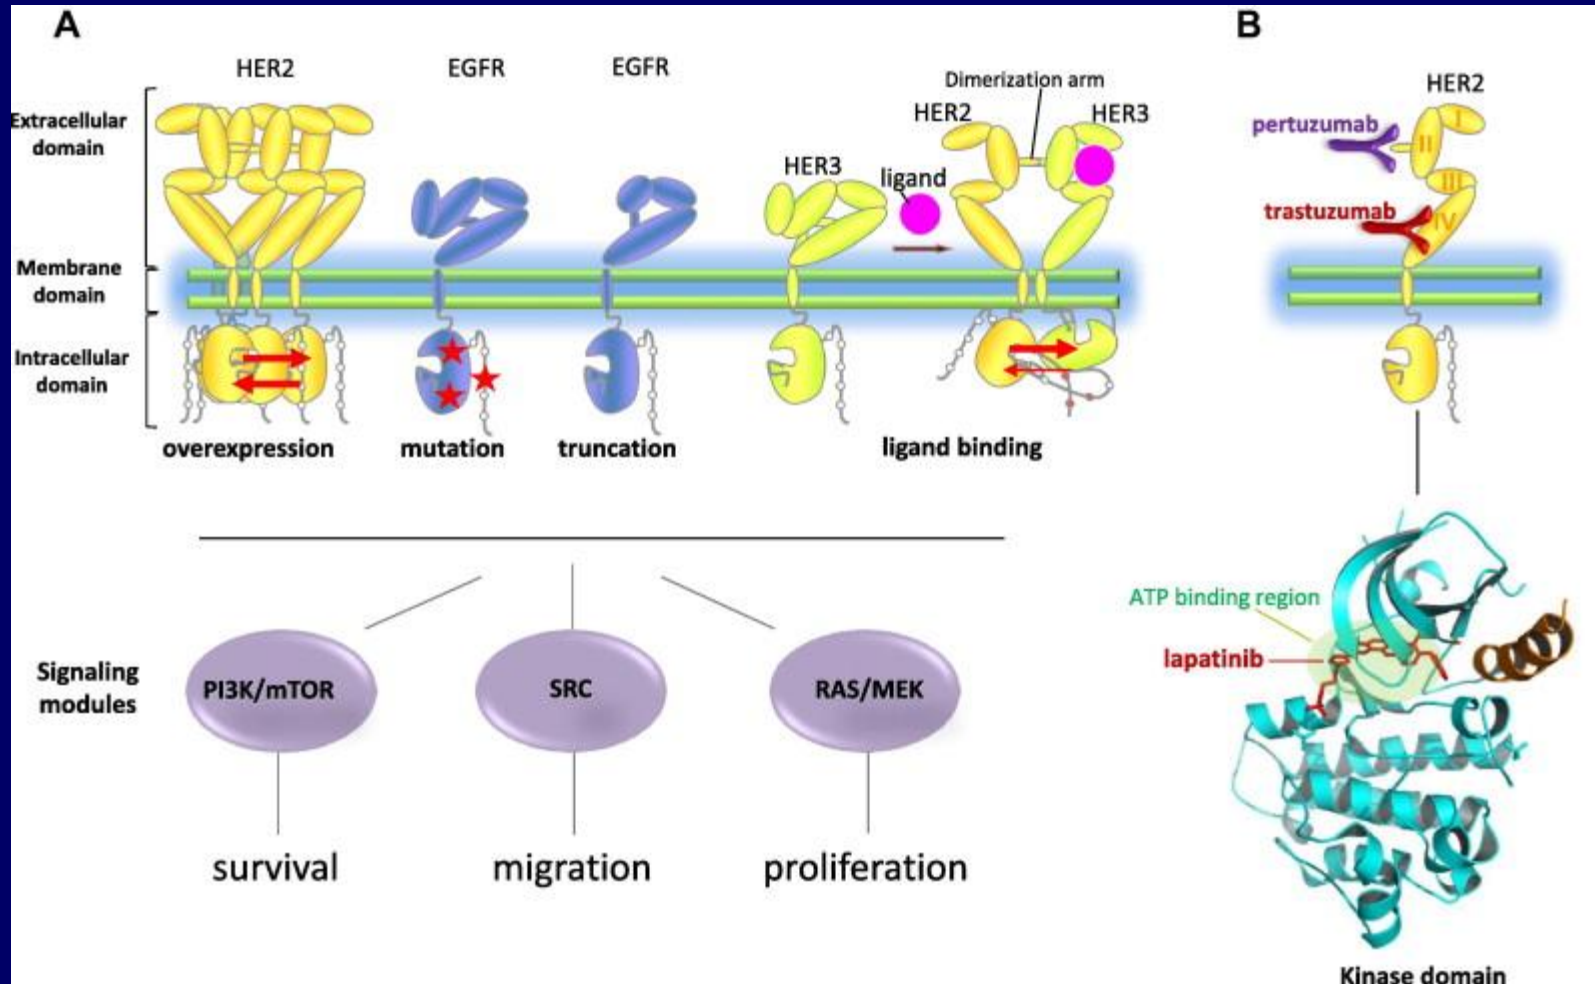 A
HER2
EGFR
EGFR
Dimerization arm
HER2
HER3
HER3
ligand
Extracellular
domain
Membrane
domain
Intracellular
domain
overexpression
mutation
truncation
ligand binding
Signaling
modules
PI3K/mTOR
SRC
RAS/MEK
survival
migration
proliferation
B
HER2
pertuzumab
I
II
III
trastuzumab
IV
ATP binding region
lapatinib
Kinase domain